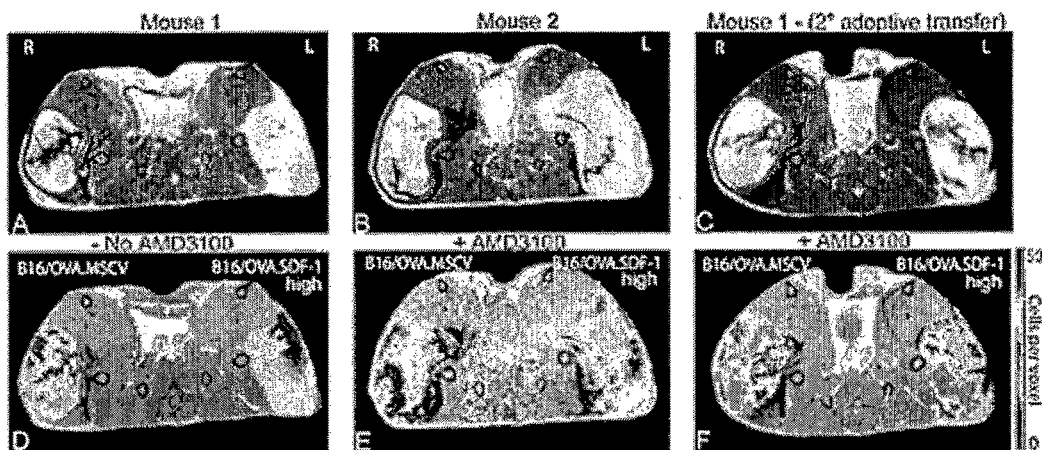 Mouse 1
Mouse 2
Mouse 1 - (2° adoptive transfer)
R
L
R
L
R
L
A
B
C
- No AMD3100
+ AMD3100
+ AMD3100
B16/OVA.MSCV
B16/OVA.SDF-1
high
B16/OVA.MSCV
B16/OVA.SDF-1
high
B16/OVA.MSCV
B16/OVA.SDF-1
high
50
Cells per voxel
0
D
E
F